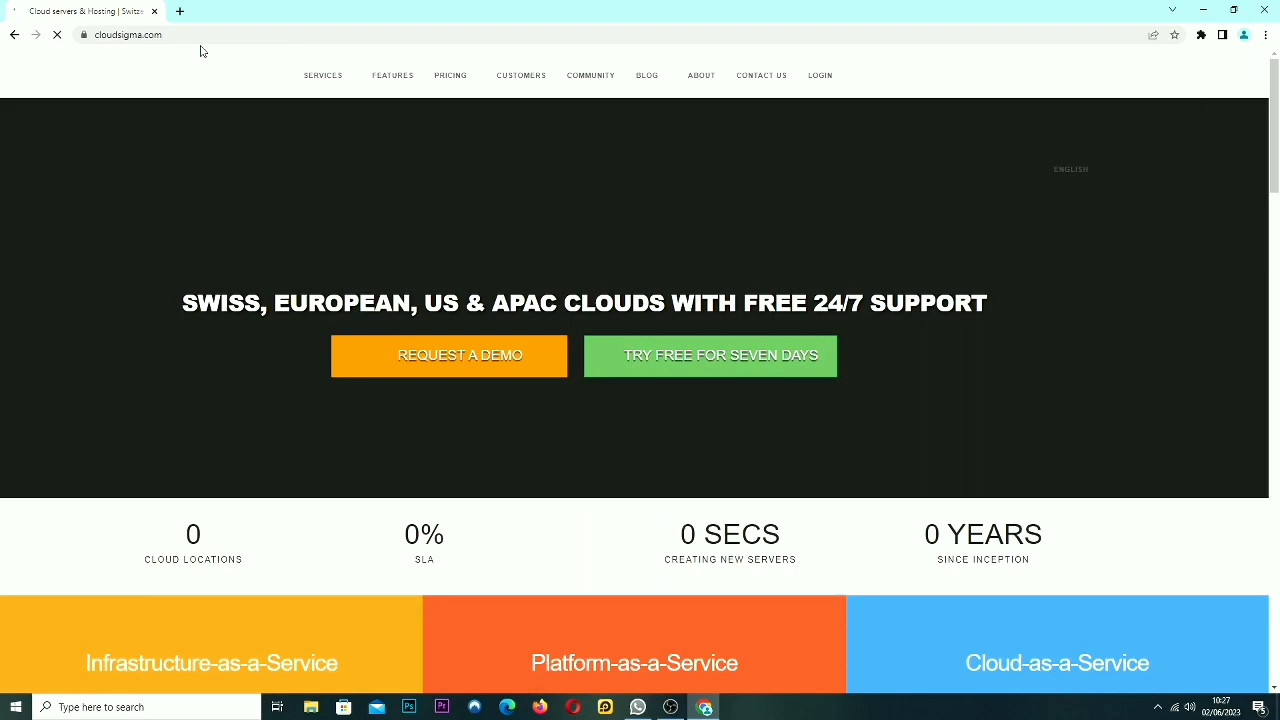 Cloud servers & Hosting | Switze
cloudsigma.com
SERVICES FEATURES PRICING CUSTOMERS COMMUNITY BLOG ABOUT CONTACT US LOGIN
ENGLISH
SWISS, EUROPEAN, US & APAC CLOUDS WITH FREE 24/7 SUPPORT
REQUEST A DEMO TRY FREE FOR SEVEN DAYS
0 0% 0 SECS 0 YEARS
CLOUD LOCATIONS SLA CREATING NEW SERVERS SINCE INCEPTION
Infrastructure-as-a-Service Platform-as-a-Service Cloud-as-a-Service
Type here to search
10:27
02/06/2023